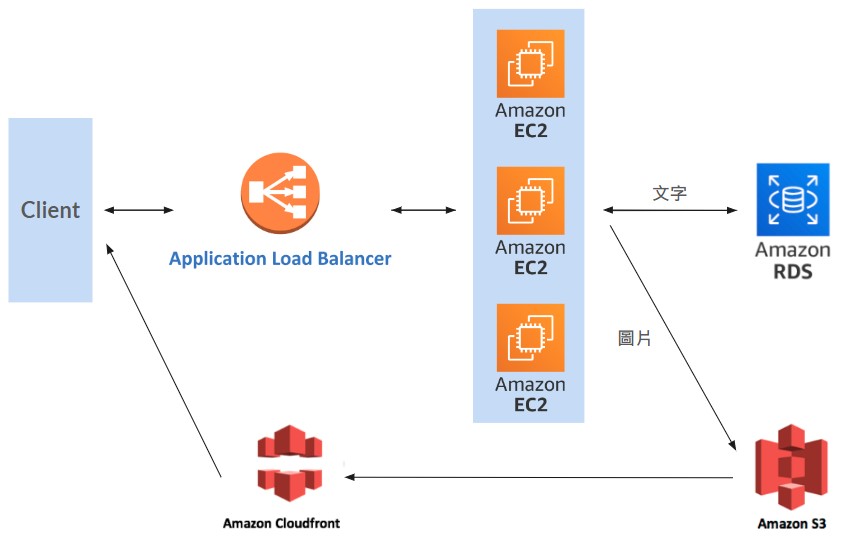 Amazon
EC2
Client
Application Load Balancer
Amazon
EC2
文字
Amazon
RDS
圖片
Amazon
EC2
Amazon Cloudfront
Amazon S3